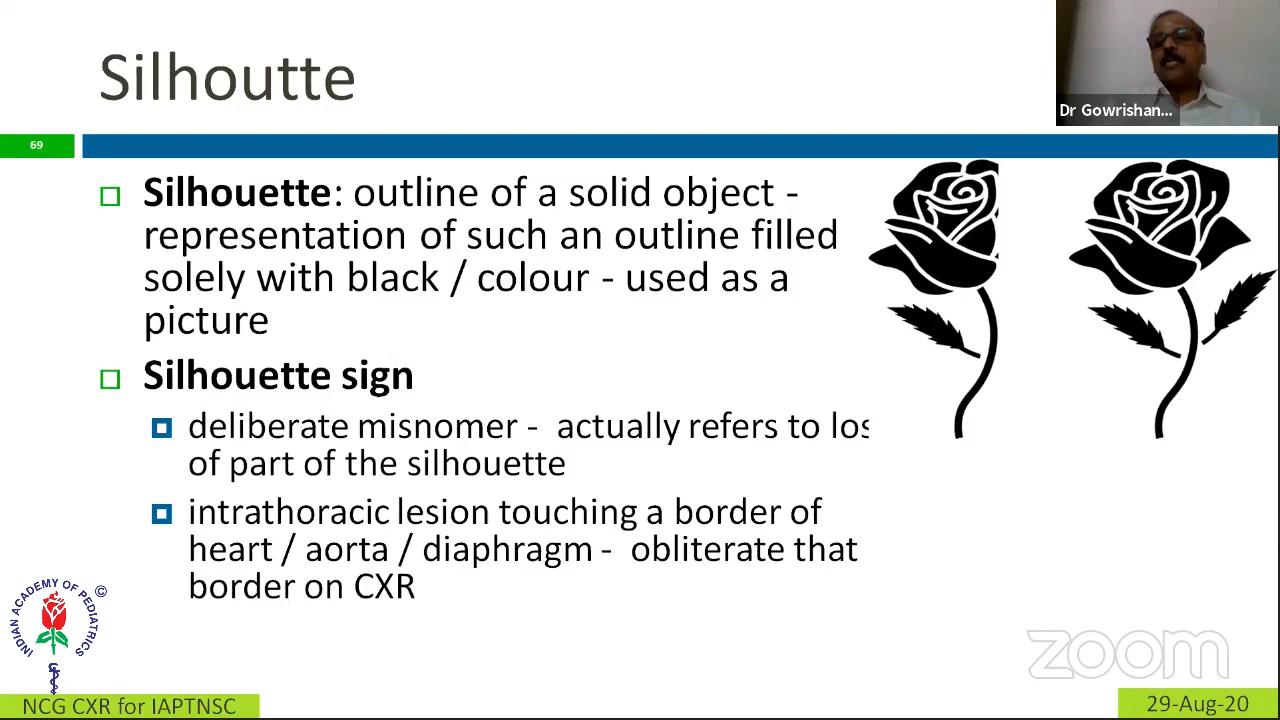 Silhoutte
Dr Gowrishan...
69
Silhouette: outline of a solid object -
representation of such an outline filled
solely with black / colour - used as a
picture
Silhouette sign
deliberate misnomer - actually refers to los
of part of the silhouette
intrathoracic lesion touching a border of
heart / aorta / diaphragm - obliterate that
border on CXR
INDIAN ACADEMY OF PEDIATRICS ©
zoom
NCG CXR for IAPTNSC
29-Aug-20